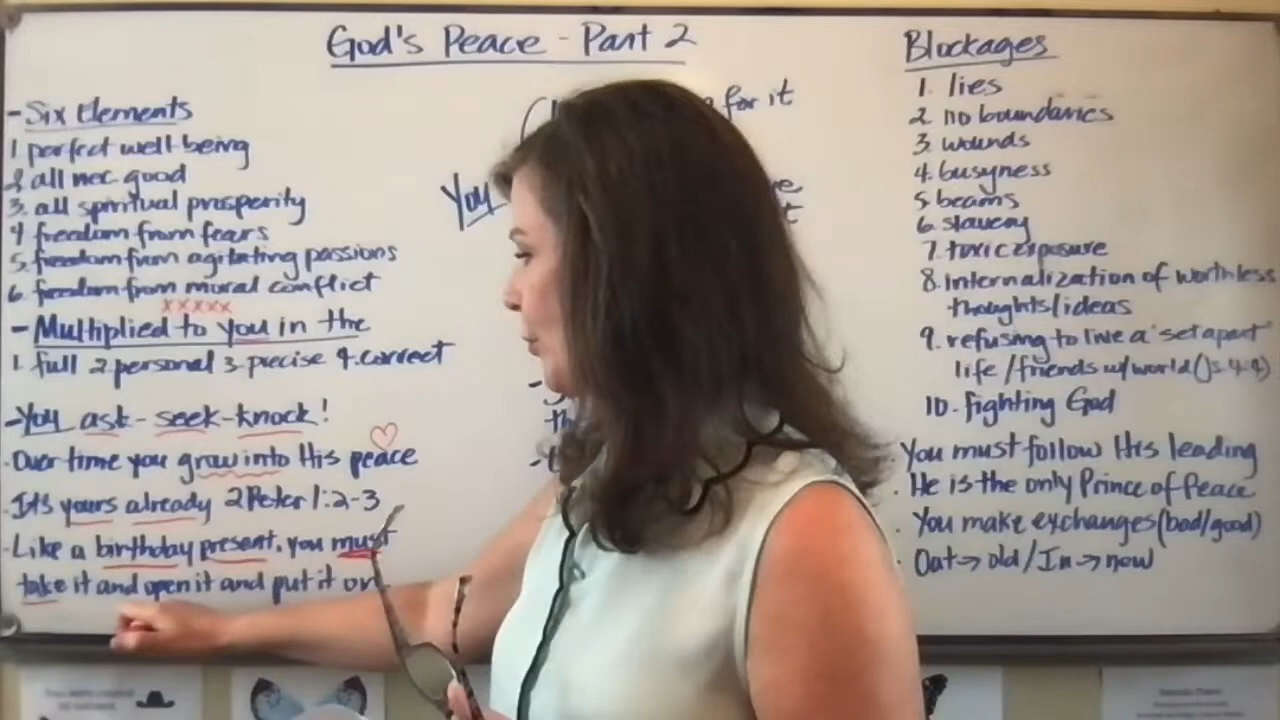 God's Peace - Part 2
- Six Elements
1. perfect well-being
2. all nec. good
3. all spiritual prosperity
4. freedom from fears
5. freedom from agitating passions
6. freedom from moral conflict
xxxxx
- Multiplied to you in the
1. full 2. personal 3. precise 4. correct
- You ask - seek - knock!
. Over time you grow into His peace
. It's yours already 2 Peter 1:2-3
. Like a birthday present, you must
take it and open it and put it on
for it
You
Blockages
1. lies
2. no boundaries
3. wounds
4. busyness
5. beams
6. slavery
7. toxic exposure
8. internalization of worthless
thoughts/ideas
9. refusing to live a "set apart"
life / friends w/ world (Js 4:4)
10. fighting God
. You must follow His leading
. He is the only Prince of Peace
. You make exchanges (bad/good)
. Out → old / In → new